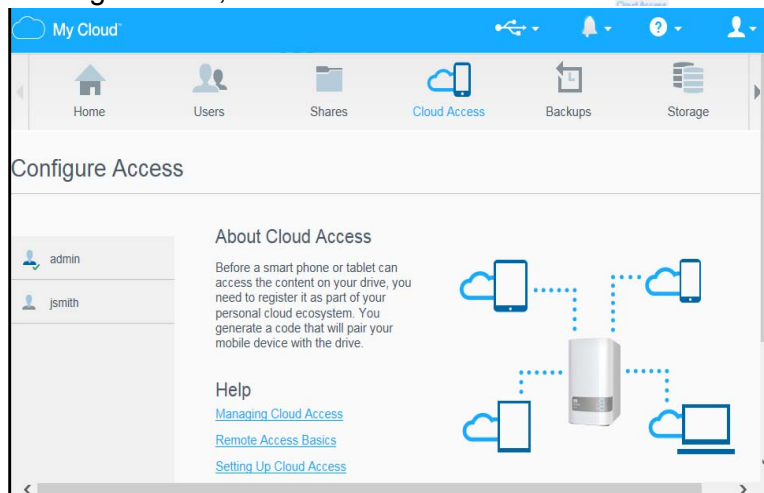 Cloud Access
My Cloud™
?
Home Users Shares Cloud Access Backups Storage
Configure Access
admin
jsmith
About Cloud Access
Before a smart phone or tablet can
access the content on your drive, you
need to register it as part of your
personal cloud ecosystem. You
generate a code that will pair your
mobile device with the drive.
Help
Managing Cloud Access
Remote Access Basics
Setting Up Cloud Access